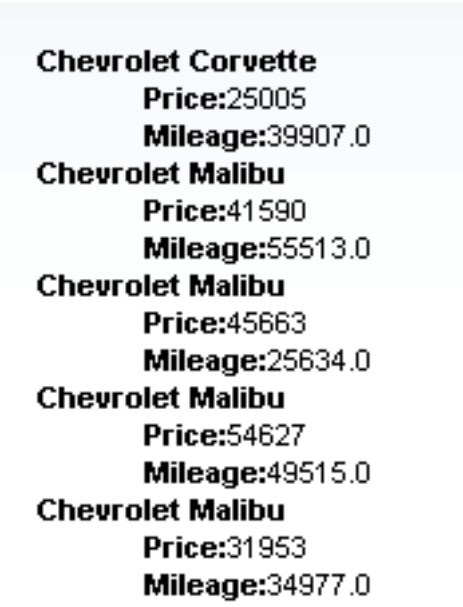 Chevrolet Corvette
Price:25005
Mileage:39907.0
Chevrolet Malibu
Price:41590
Mileage:55513.0
Chevrolet Malibu
Price:45663
Mileage:25634.0
Chevrolet Malibu
Price:54627
Mileage:49515.0
Chevrolet Malibu
Price:31953
Mileage:34977.0